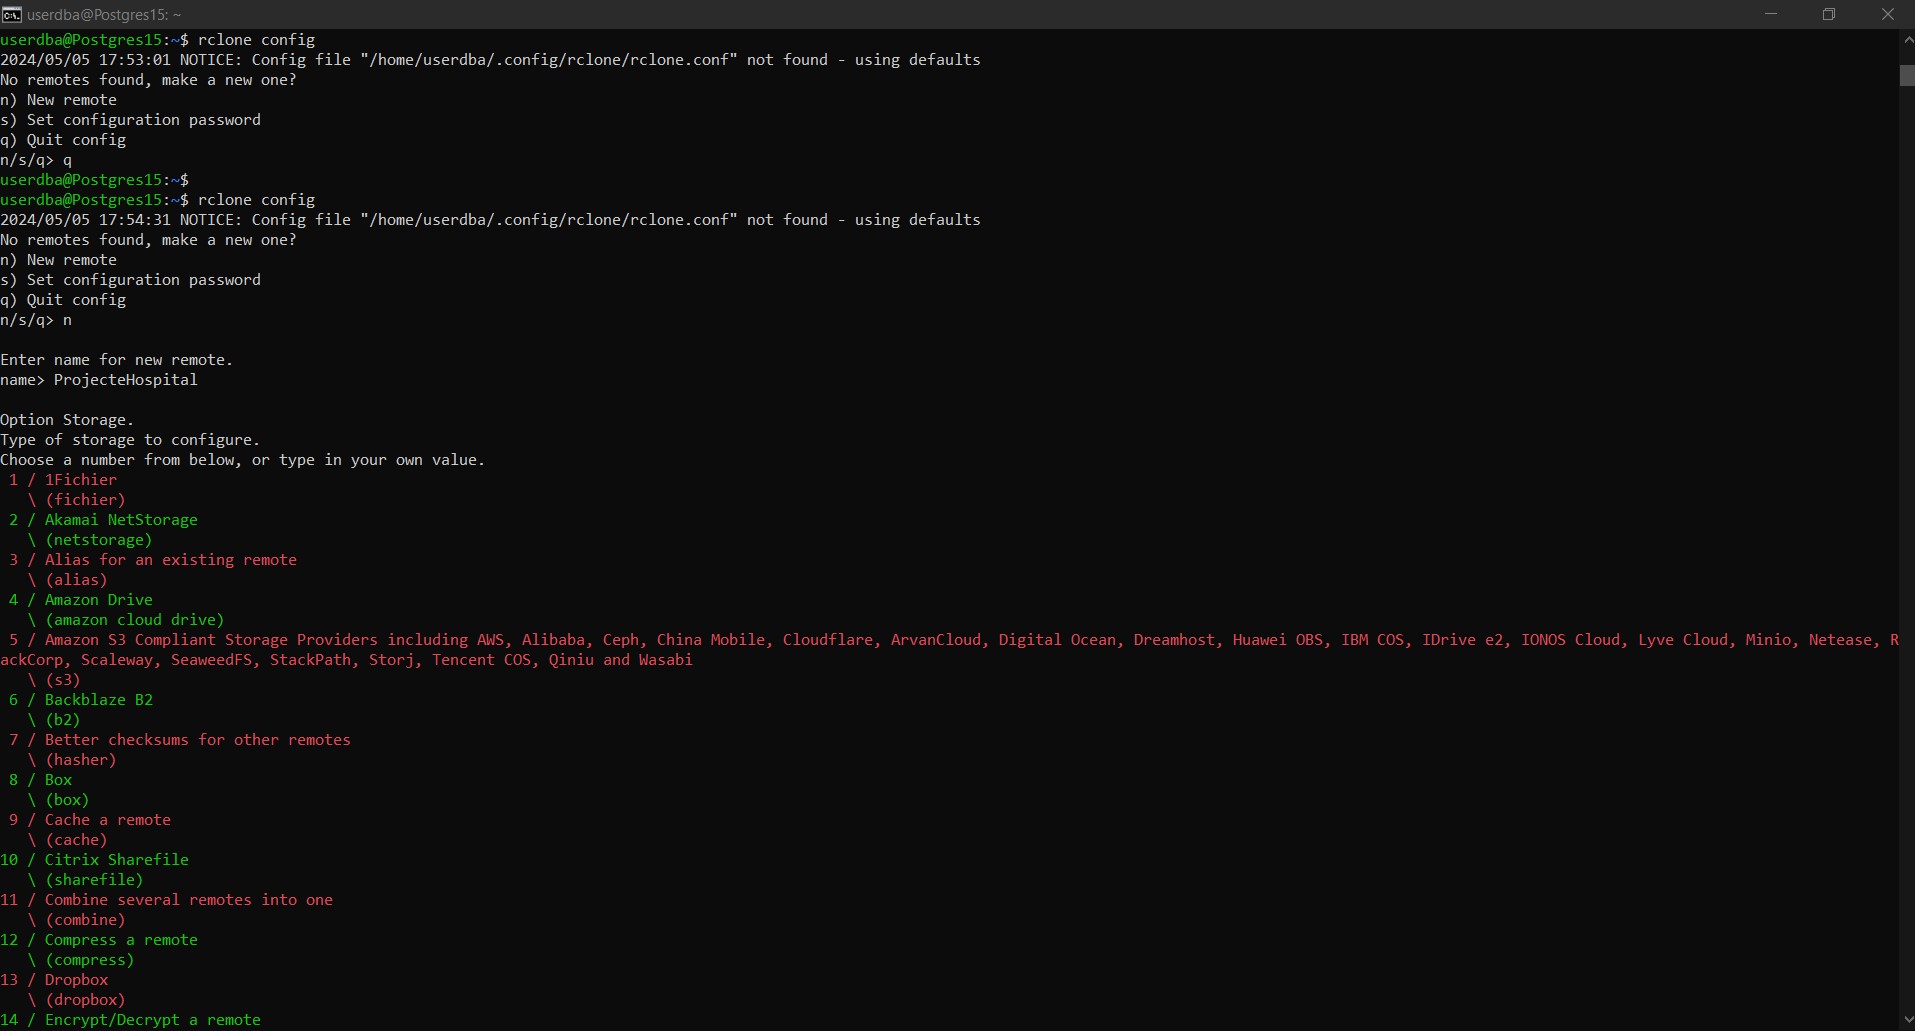 userdba@Postgres15: ~
userdba@Postgres15:~$ rclone config
2024/05/05 17:53:01 NOTICE: Config file "/home/userdba/.config/rclone/rclone.conf" not found - using defaults
No remotes found, make a new one?
n) New remote
s) Set configuration password
q) Quit config
n/s/q> q
userdba@Postgres15:~$
userdba@Postgres15:~$ rclone config
2024/05/05 17:54:31 NOTICE: Config file "/home/userdba/.config/rclone/rclone.conf" not found - using defaults
No remotes found, make a new one?
n) New remote
s) Set configuration password
q) Quit config
n/s/q> n
Enter name for new remote.
name> ProjecteHospital
Option Storage.
Type of storage to configure.
Choose a number from below, or type in your own value.
 1 / 1Fichier
   \ (fichier)
 2 / Akamai NetStorage
   \ (netstorage)
 3 / Alias for an existing remote
   \ (alias)
 4 / Amazon Drive
   \ (amazon cloud drive)
 5 / Amazon S3 Compliant Storage Providers including AWS, Alibaba, Ceph, China Mobile, Cloudflare, ArvanCloud, Digital Ocean, Dreamhost, Huawei OBS, IBM COS, IDrive e2, IONOS Cloud, Lyve Cloud, Minio, Netease, R
ackCorp, Scaleway, SeaweedFS, StackPath, Storj, Tencent COS, Qiniu and Wasabi
   \ (s3)
 6 / Backblaze B2
   \ (b2)
 7 / Better checksums for other remotes
   \ (hasher)
 8 / Box
   \ (box)
 9 / Cache a remote
   \ (cache)
10 / Citrix Sharefile
   \ (sharefile)
11 / Combine several remotes into one
   \ (combine)
12 / Compress a remote
   \ (compress)
13 / Dropbox
   \ (dropbox)
14 / Encrypt/Decrypt a remote